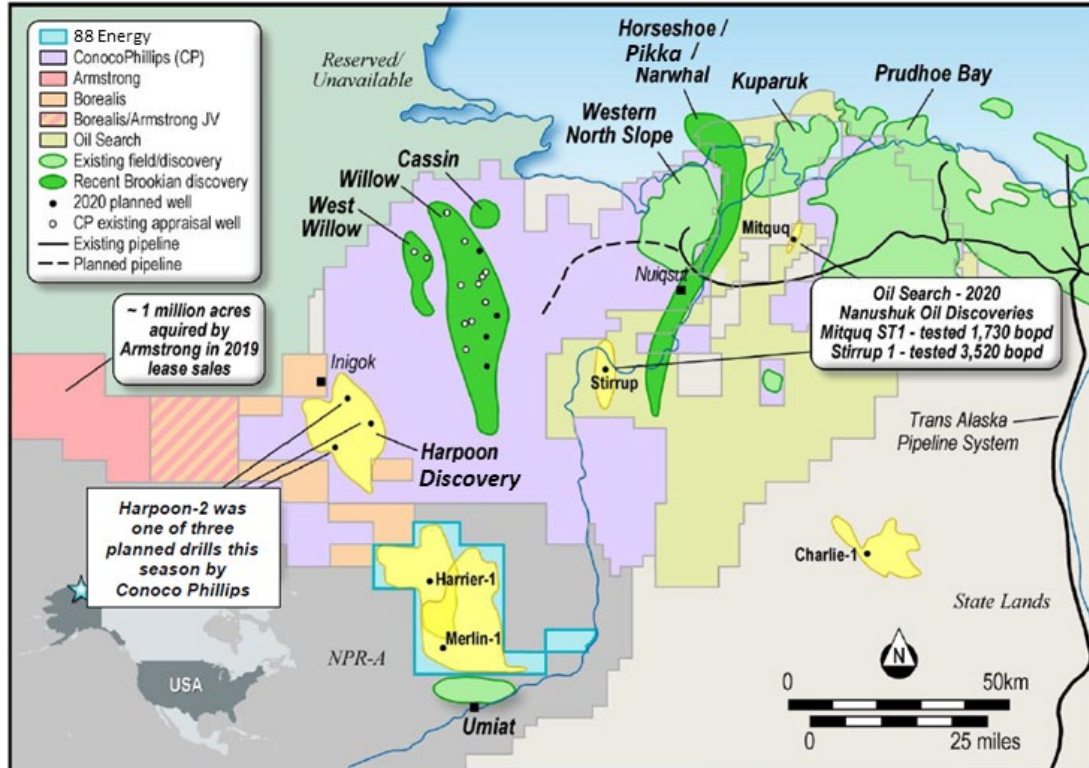 88 Energy
ConocoPhillips (CP)
Armstrong
Borealis
Borealis/Armstrong JV
Oil Search
Existing field/discovery
Recent Brookian discovery
2020 planned well
CP existing appraisal well
Existing pipeline
Planned pipeline
Reserved/
Unavailable
Horseshoe /
Pikka /
Narwhal
Kuparuk
Prudhoe Bay
Western
North Slope
Cassin
Willow
West
Willow
Mitquq
Nuiqsut
~ 1 million acres
aquired by
Armstrong in 2019
lease sales
Oil Search - 2020
Nanushuk Oil Discoveries
Mitquq ST1 - tested 1,730 bopd
Stirrup 1 - tested 3,520 bopd
Inigok
Stirrup
Trans Alaska
Pipeline System
Harpoon
Discovery
Harpoon-2 was
one of three
planned drills this
season by
Conoco Phillips
Charlie-1
Harrier-1
State Lands
Merlin-1
NPR-A
USA
Umiat
N
0 50km
0 25 miles